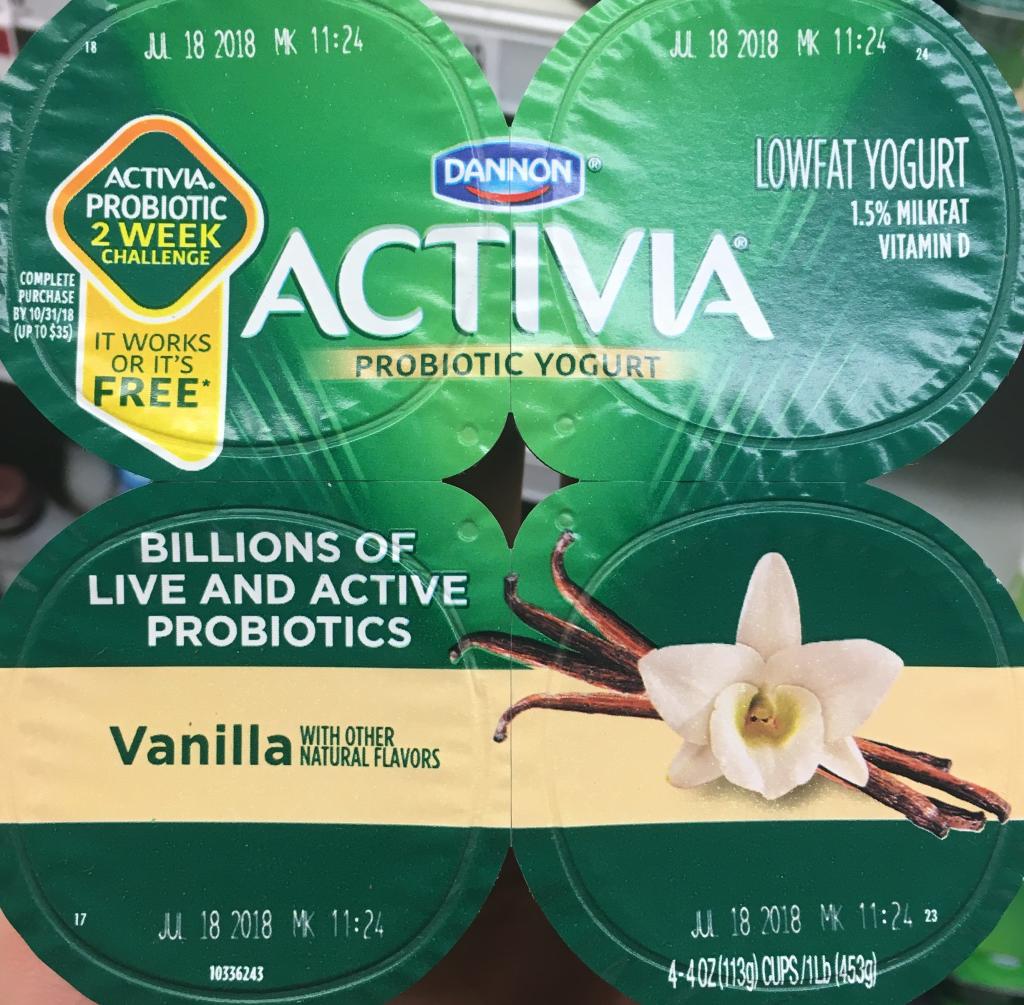 18
JUL 18 2018 MK 11:24
JUL 18 2018 MK 11:24
24
DANNON®
ACTIVIA®
PROBIOTIC YOGURT
LOWFAT YOGURT
1.5% MILKFAT
VITAMIN D
ACTIVIA.
PROBIOTIC
2 WEEK
CHALLENGE
COMPLETE
PURCHASE
BY 10/31/18
(UP TO $35)
IT WORKS
OR IT'S
FREE*
BILLIONS OF
LIVE AND ACTIVE
PROBIOTICS
Vanilla WITH OTHER
NATURAL FLAVORS
17
JUL 18 2018 MK 11:24
10336243
JUL 18 2018 MK 11:24
23
4-4 OZ(113g) CUPS/1Lb (453g)